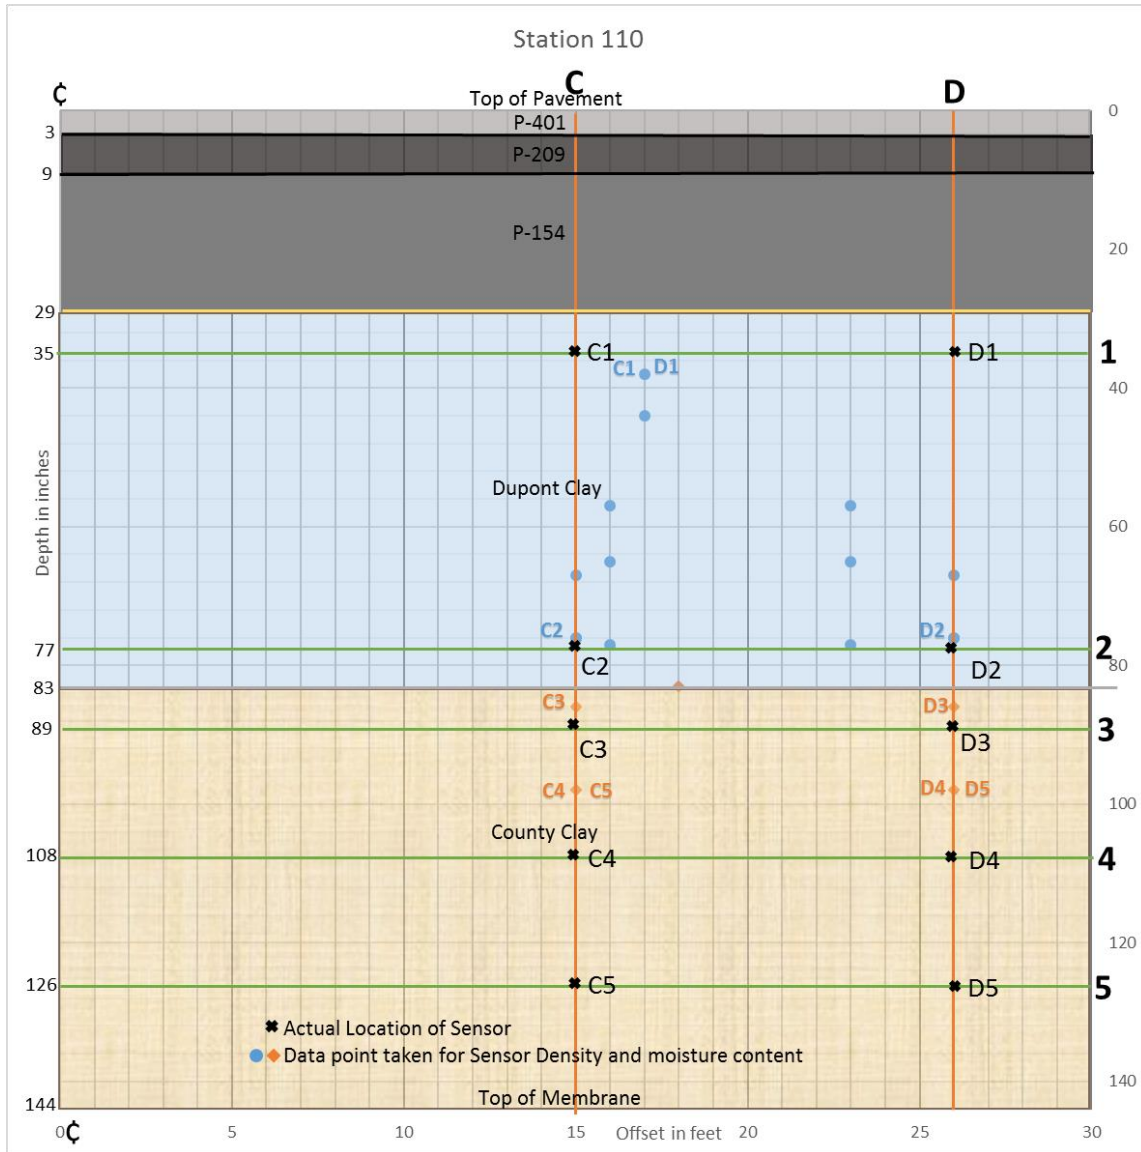 Station 110
₵ C D
Top of Pavement 0
P-401
3
P-209
9
P-154
20
29
35 C1 D1 1
C1 D1
40
Dupont Clay
Depth in inches
60
C2 D2
77 2
C2 D2 80
83
C3 D3
89 3
C3 D3
C4 C5 D4 D5
100
County Clay
108 C4 D4 4
120
126 C5 D5 5
Actual Location of Sensor
Data point taken for Sensor Density and moisture content
140
Top of Membrane
144
0₵ 5 10 15 Offset in feet 20 25 30